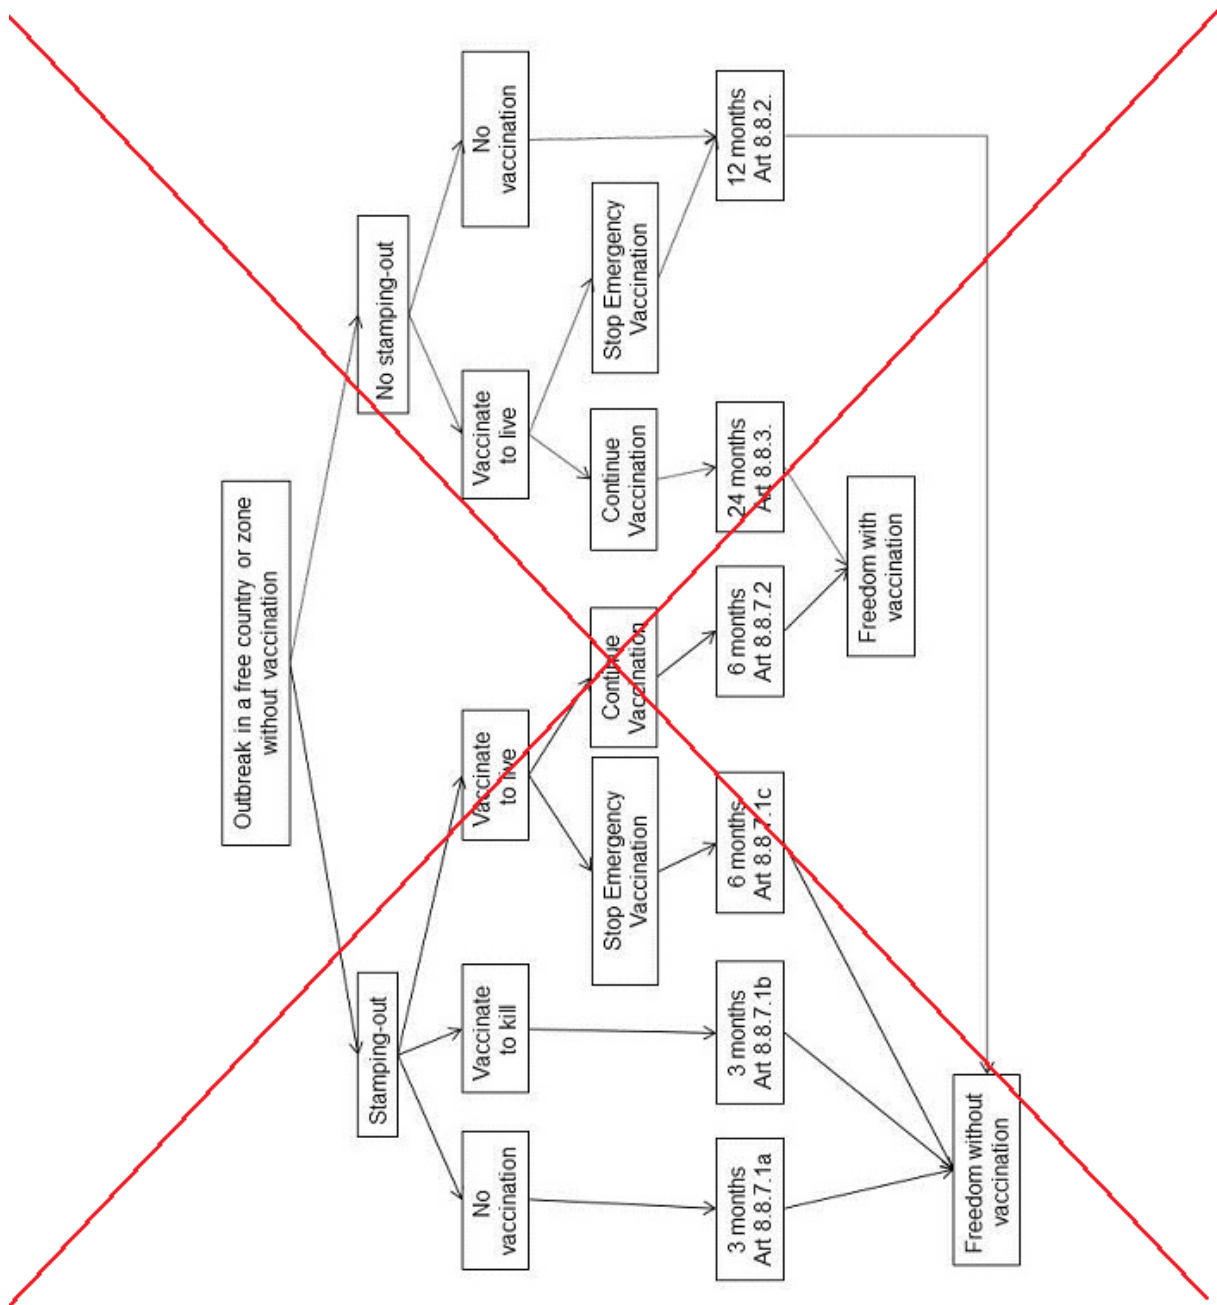 Outbreak in a free country or zone
without vaccination
Stamping-out
No stamping-out
No
vaccination
Vaccinate
to kill
Vaccinate
to live
Vaccinate
to live
No
vaccination
Stop Emergency
Vaccination
Continue
Vaccination
Continue
Vaccination
Stop Emergency
Vaccination
3 months
Art 8.8.7.1a
3 months
Art 8.8.7.1b
6 months
Art 8.8.7.1c
6 months
Art 8.8.7.2
24 months
Art 8.8.3.
12 months
Art 8.8.2.
Freedom with
vaccination
Freedom without
vaccination